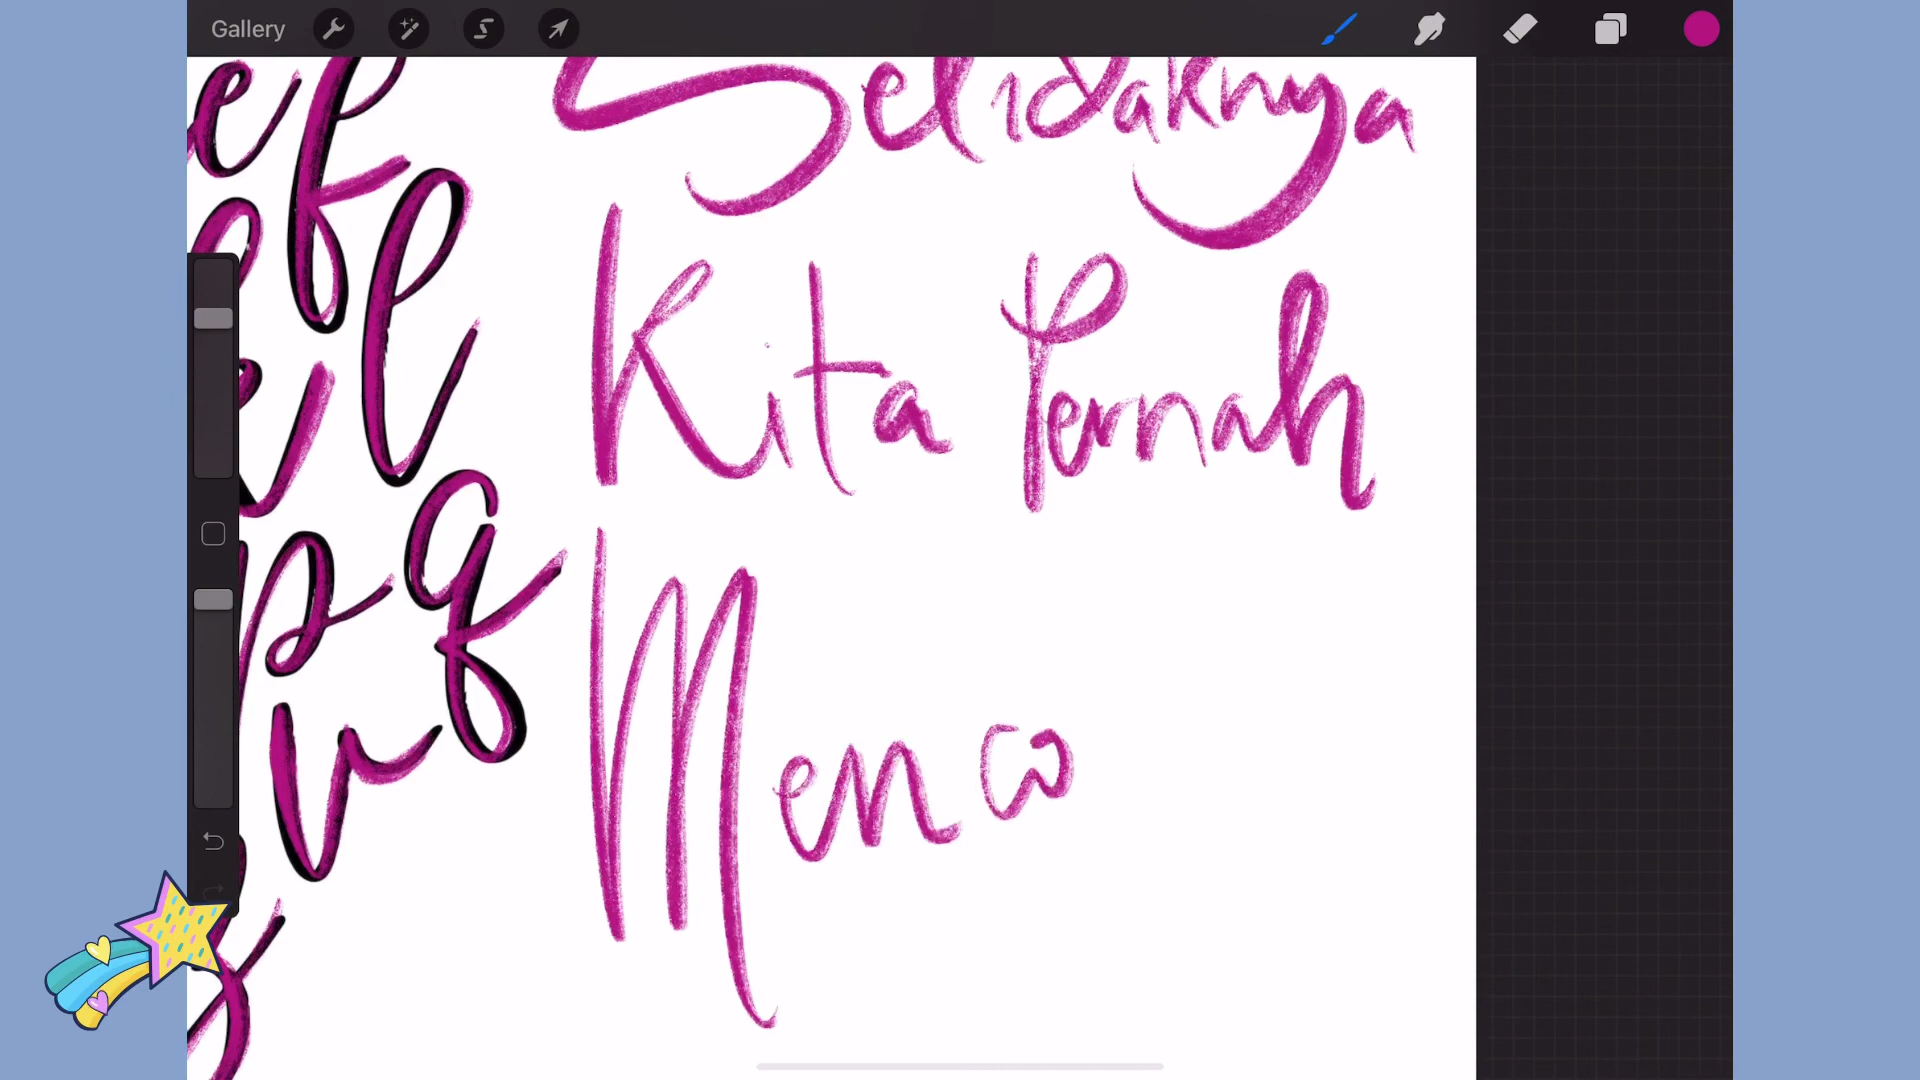 Gallery
Setidaknya
e f
Kita Pernah
l
p q
Menco
u
z